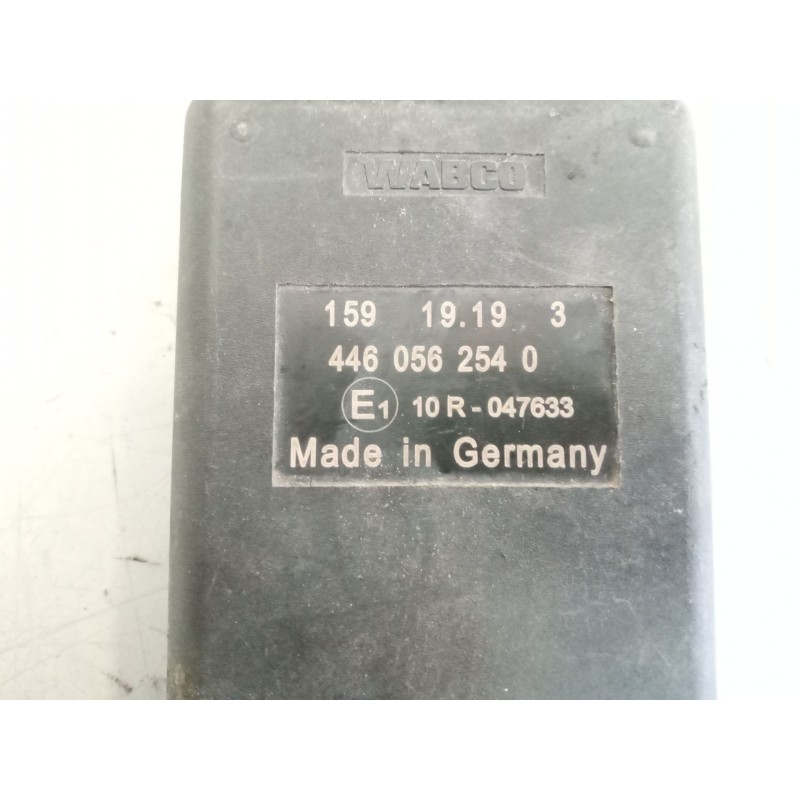 WABCO
159 19.19 3
446 056 254 0
E1 10 R - 047633
Made in Germany